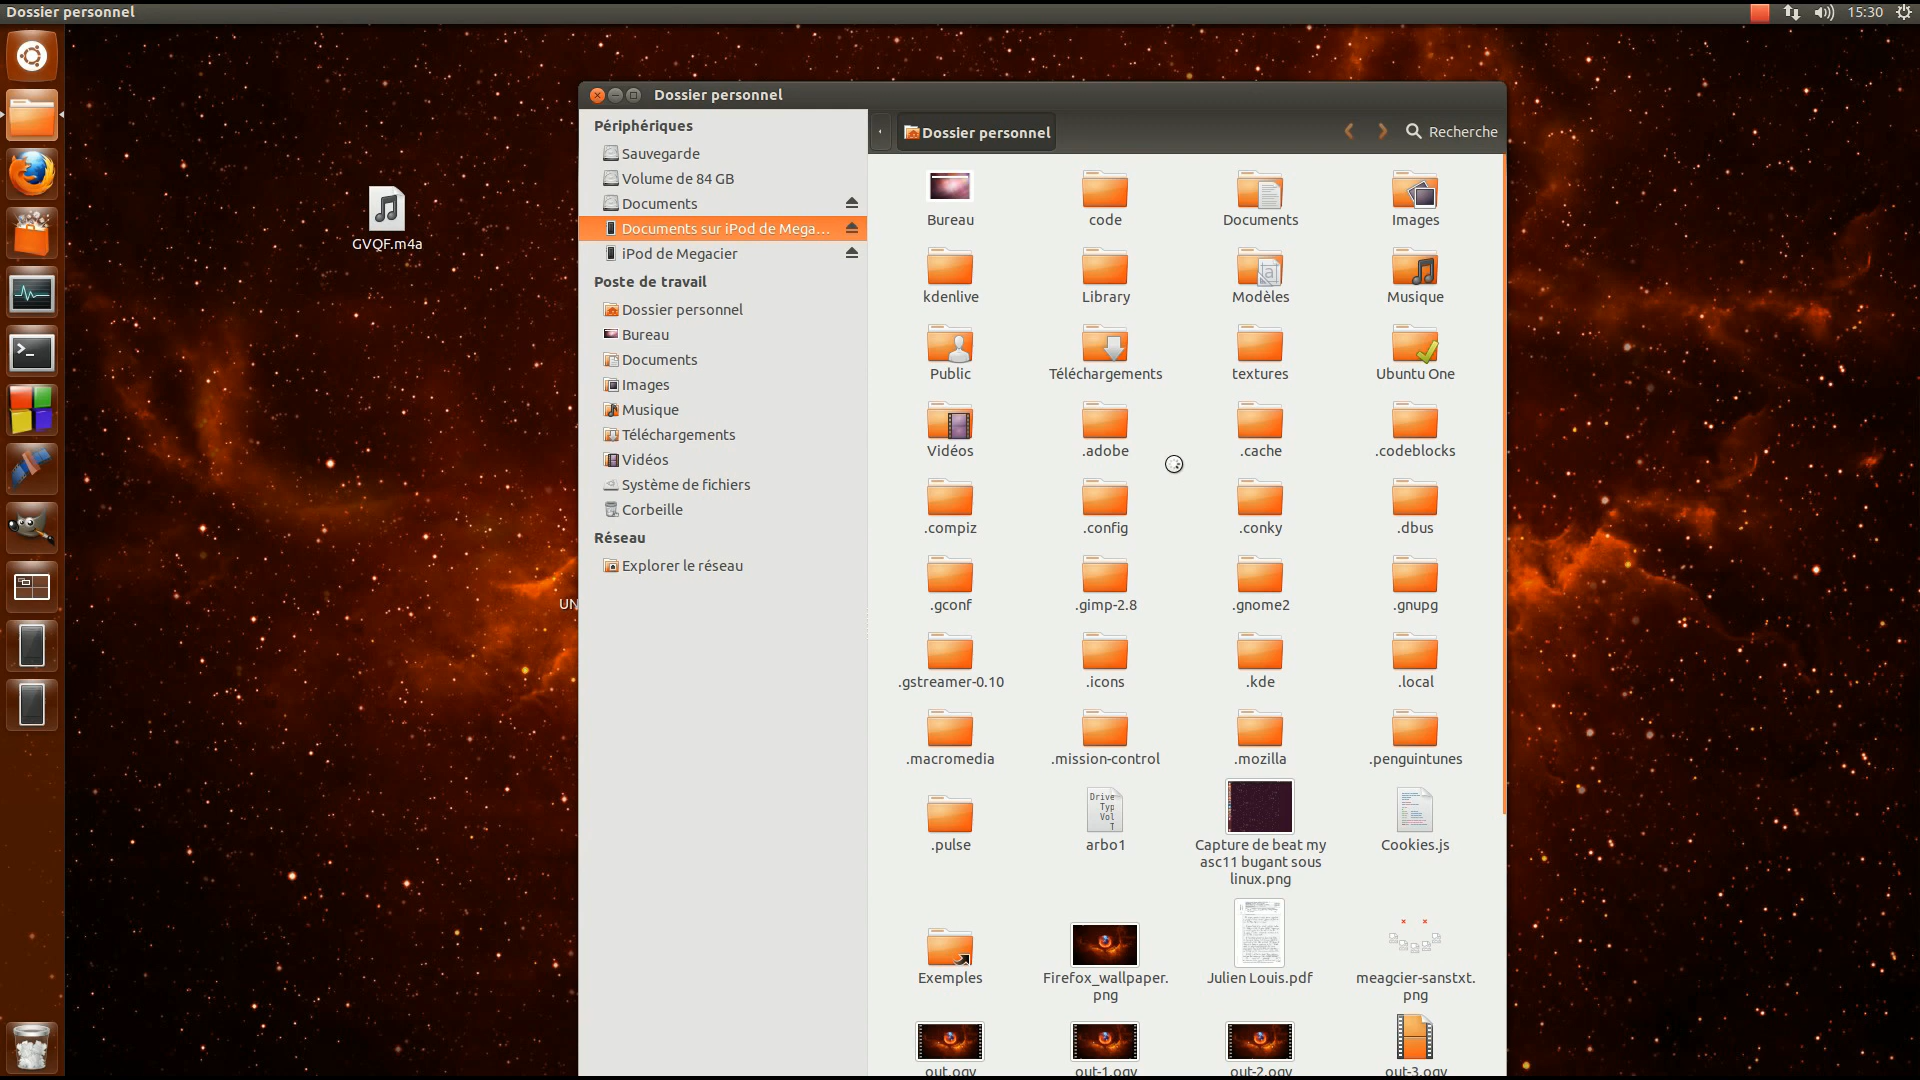 Dossier personnel
15:30
GVQF.m4a
UN
Dossier personnel
Périphériques
Sauvegarde
Volume de 84 GB
Documents
Documents sur iPod de Mega...
iPod de Megacier
Poste de travail
Dossier personnel
Bureau
Documents
Images
Musique
Téléchargements
Vidéos
Système de fichiers
Corbeille
Réseau
Explorer le réseau
Dossier personnel
Recherche
Bureau
code
Documents
Images
kdenlive
Library
Modèles
Musique
Public
Téléchargements
textures
Ubuntu One
Vidéos
.adobe
.cache
.codeblocks
.compiz
.config
.conky
.dbus
.gconf
.gimp-2.8
.gnome2
.gnupg
.gstreamer-0.10
.icons
.kde
.local
.macromedia
.mission-control
.mozilla
.penguintunes
.pulse
Drive
Typ
Vol
T
arbo1
Capture de beat my
asc11 bugant sous
linux.png
Cookies.js
Exemples
Firefox_wallpaper.
png
Julien Louis.pdf
meagcier-sanstxt.
png
out.ogv
out-1.ogv
out-2.ogv
out-3.ogv